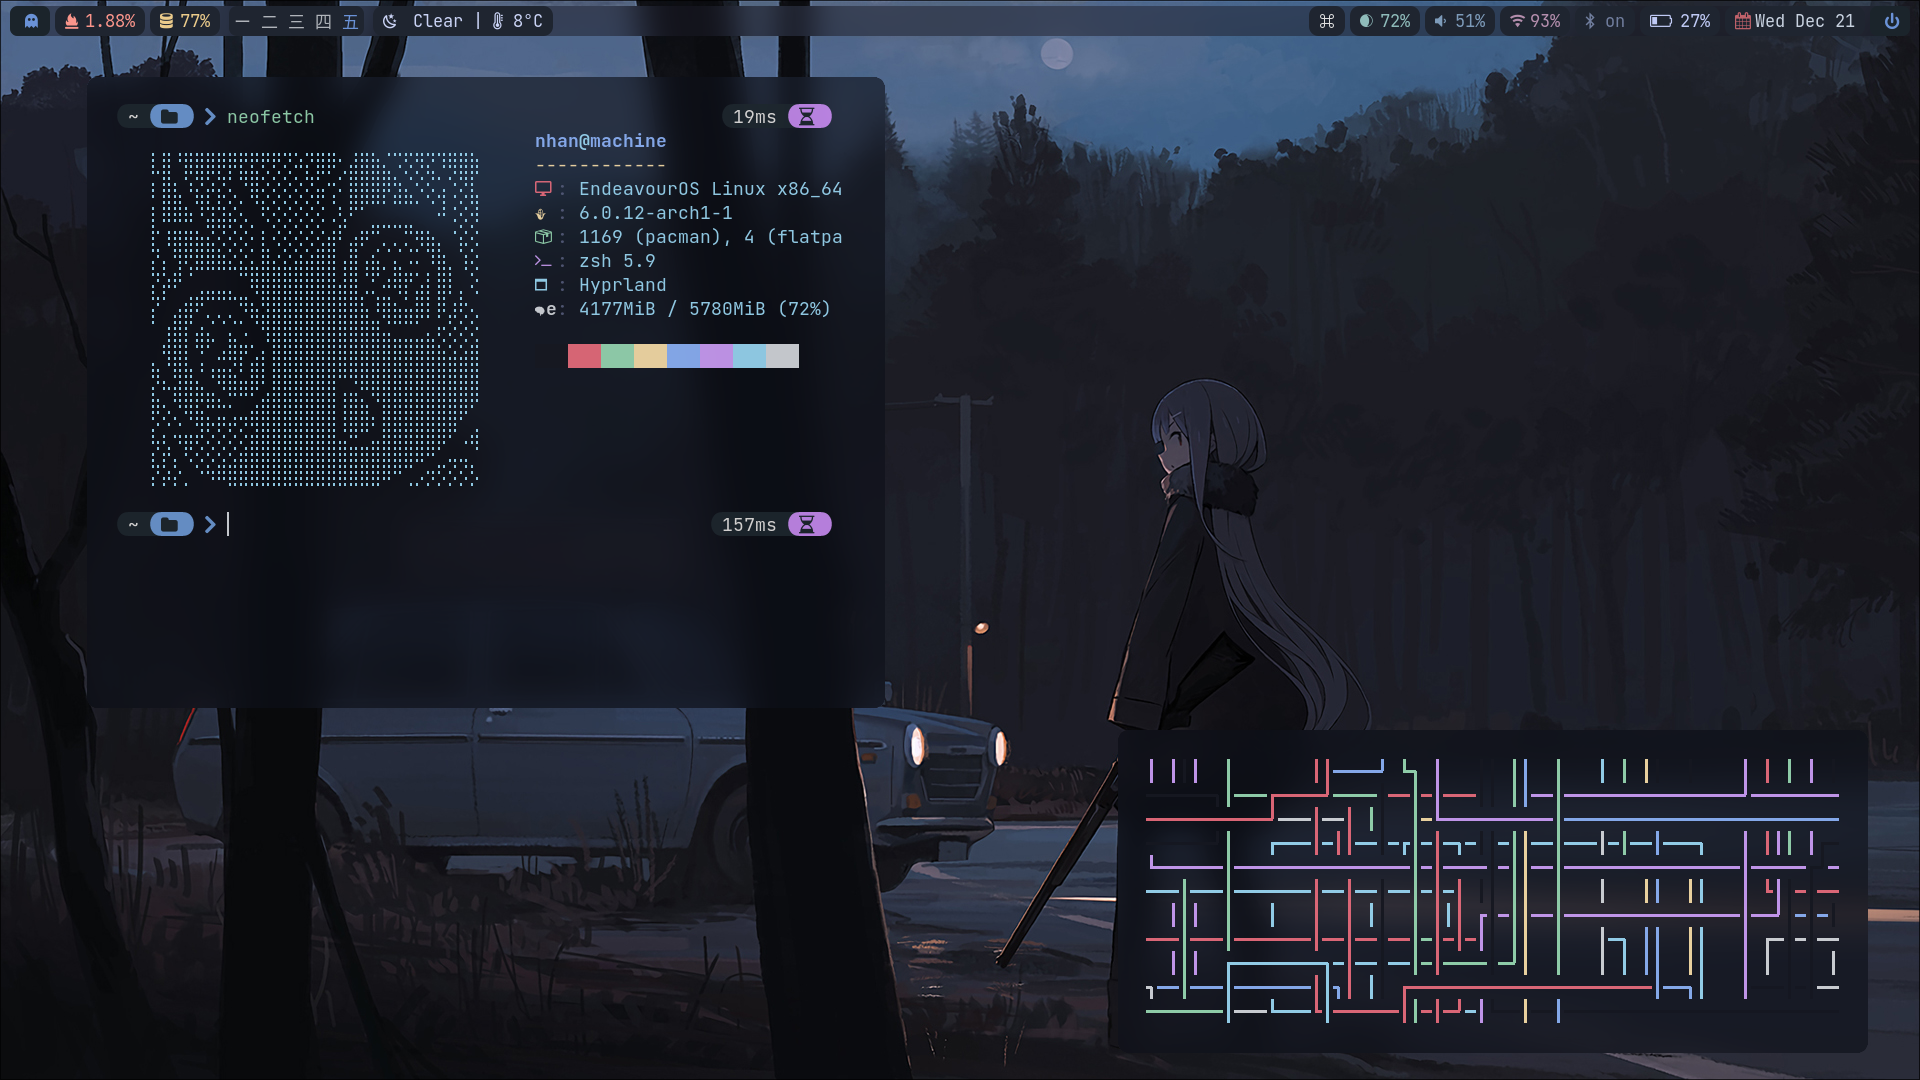 1.88% 77% 一 二 三 四 五 Clear | 8°C 72% 51% 93% on 27% Wed Dec 21
~ neofetch 19ms
nhan@machine
------------
: EndeavourOS Linux x86_64
: 6.0.12-arch1-1
: 1169 (pacman), 4 (flatpa
: zsh 5.9
: Hyprland
e: 4177MiB / 5780MiB (72%)
~ 157ms